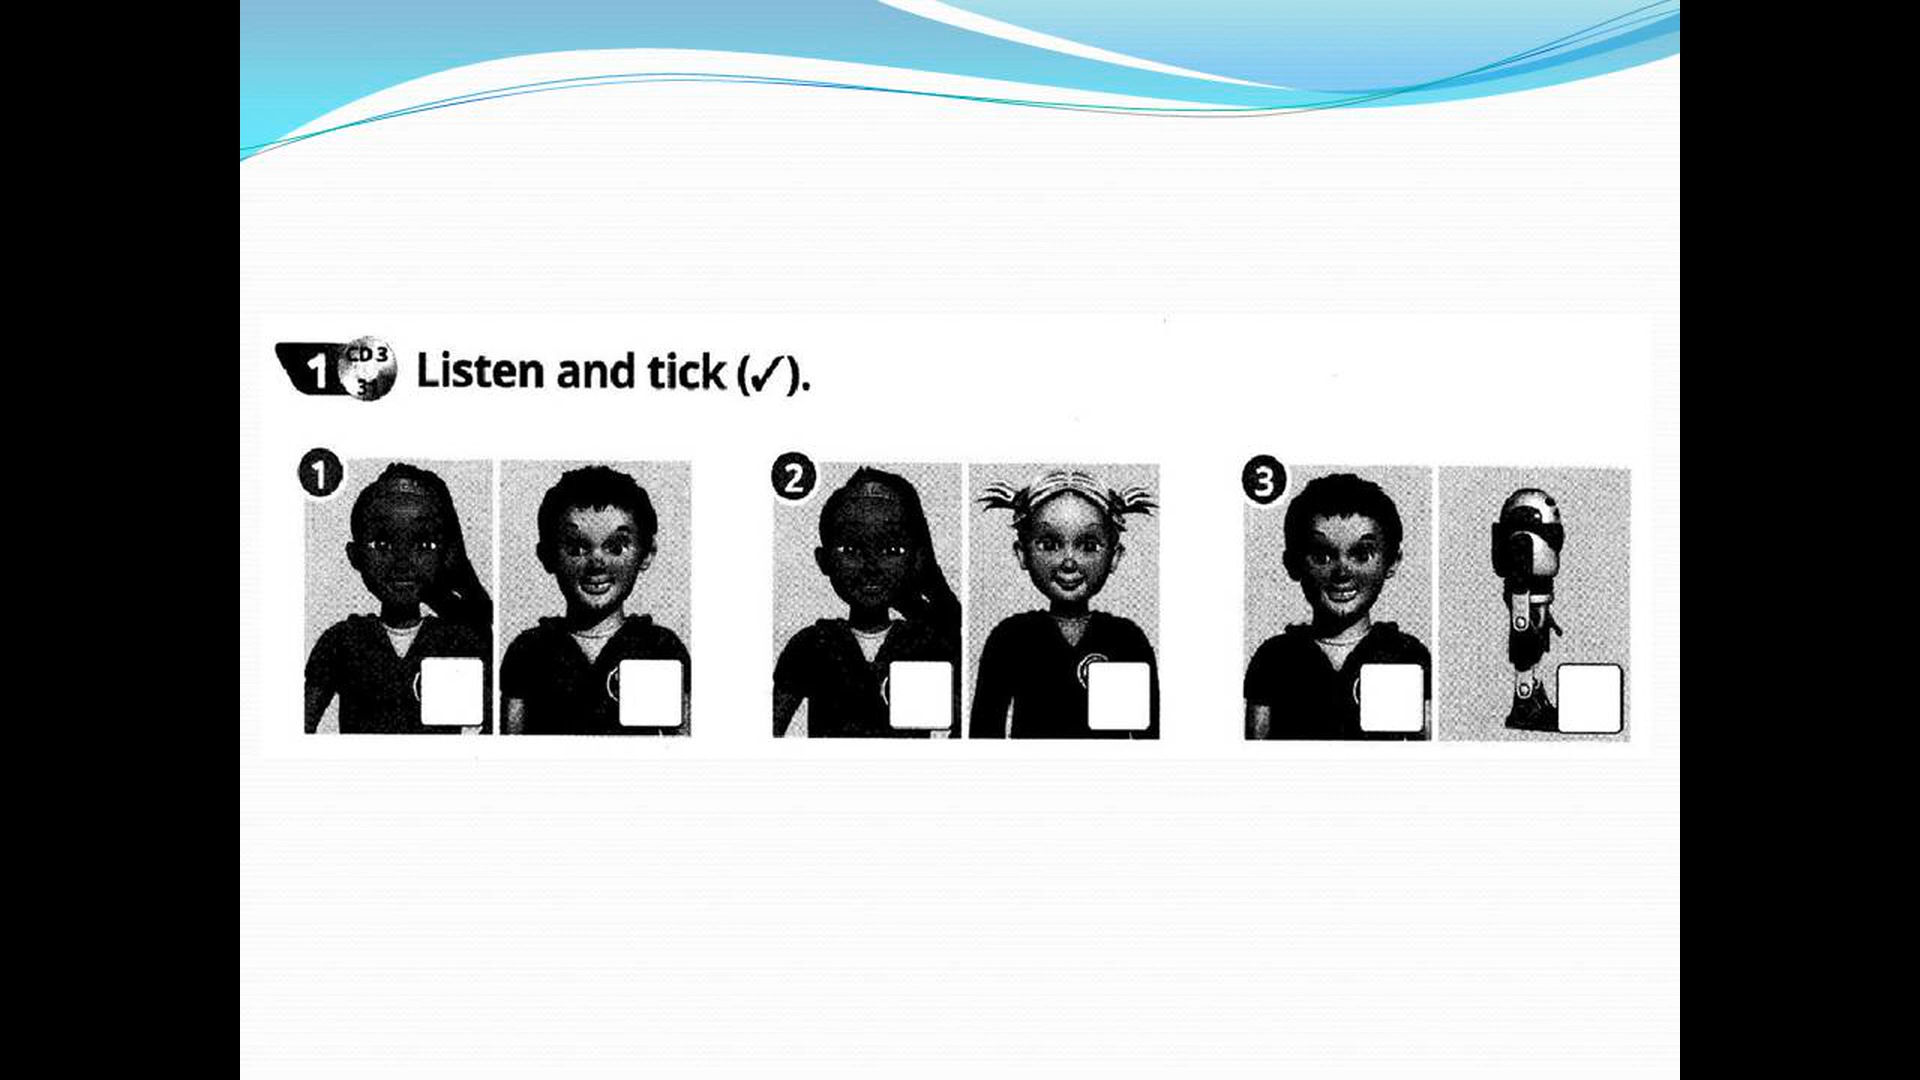 1 CD 3 31 Listen and tick (✓).
1 2 3